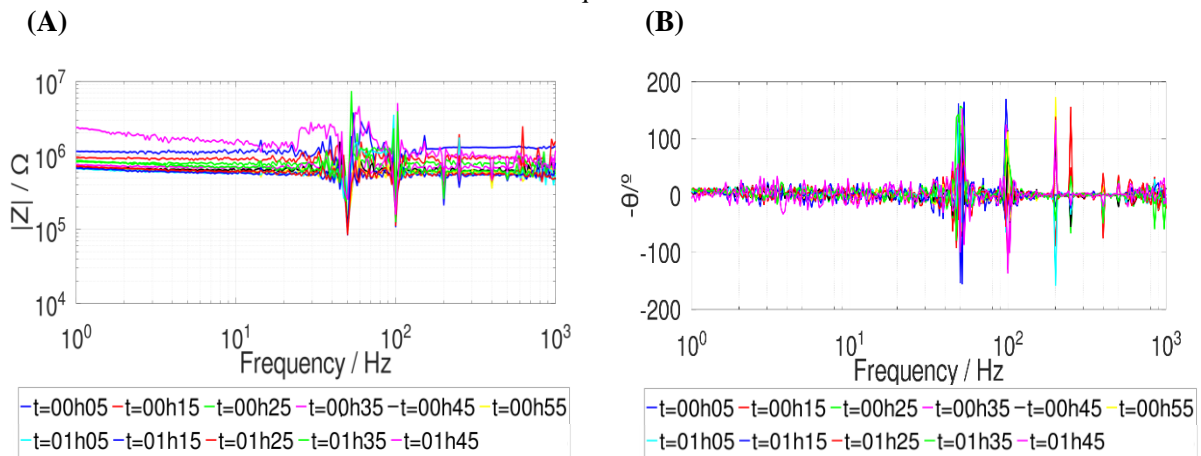 (A)
(B)
|Z| / Ω
10⁷
10⁶
10⁵
10⁴
10⁰
10¹
10²
10³
Frequency / Hz
t=00h05 t=00h15 t=00h25 t=00h35 t=00h45 t=00h55
t=01h05 t=01h15 t=01h25 t=01h35 t=01h45
-θ/º
200
100
0
-100
-200
10⁰
10¹
10²
10³
Frequency / Hz
t=00h05 t=00h15 t=00h25 t=00h35 t=00h45 t=00h55
t=01h05 t=01h15 t=01h25 t=01h35 t=01h45